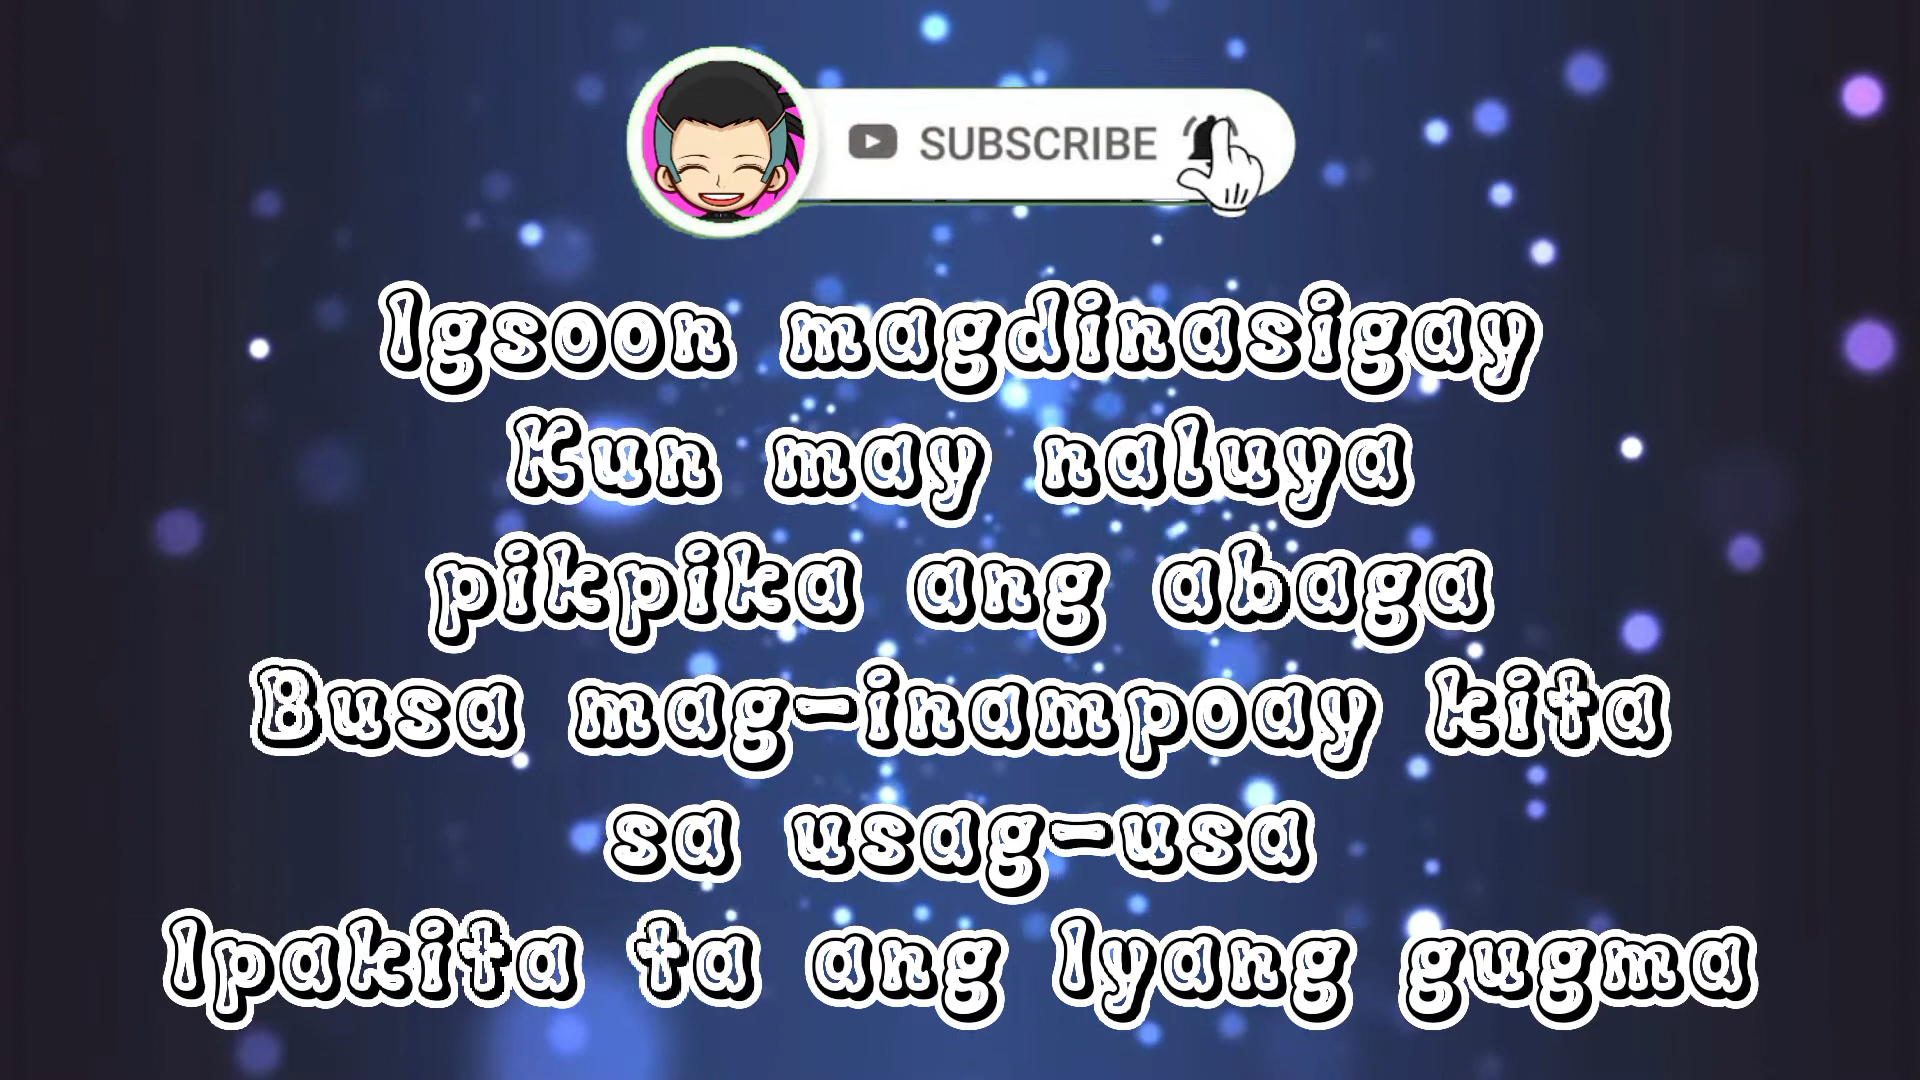 SUBSCRIBE
Igsoon magdinasigay
Kun may naluya
pikpika ang abaga
Busa mag-inampoay kita
sa usag-usa
Ipakita ta ang Iyang gugma